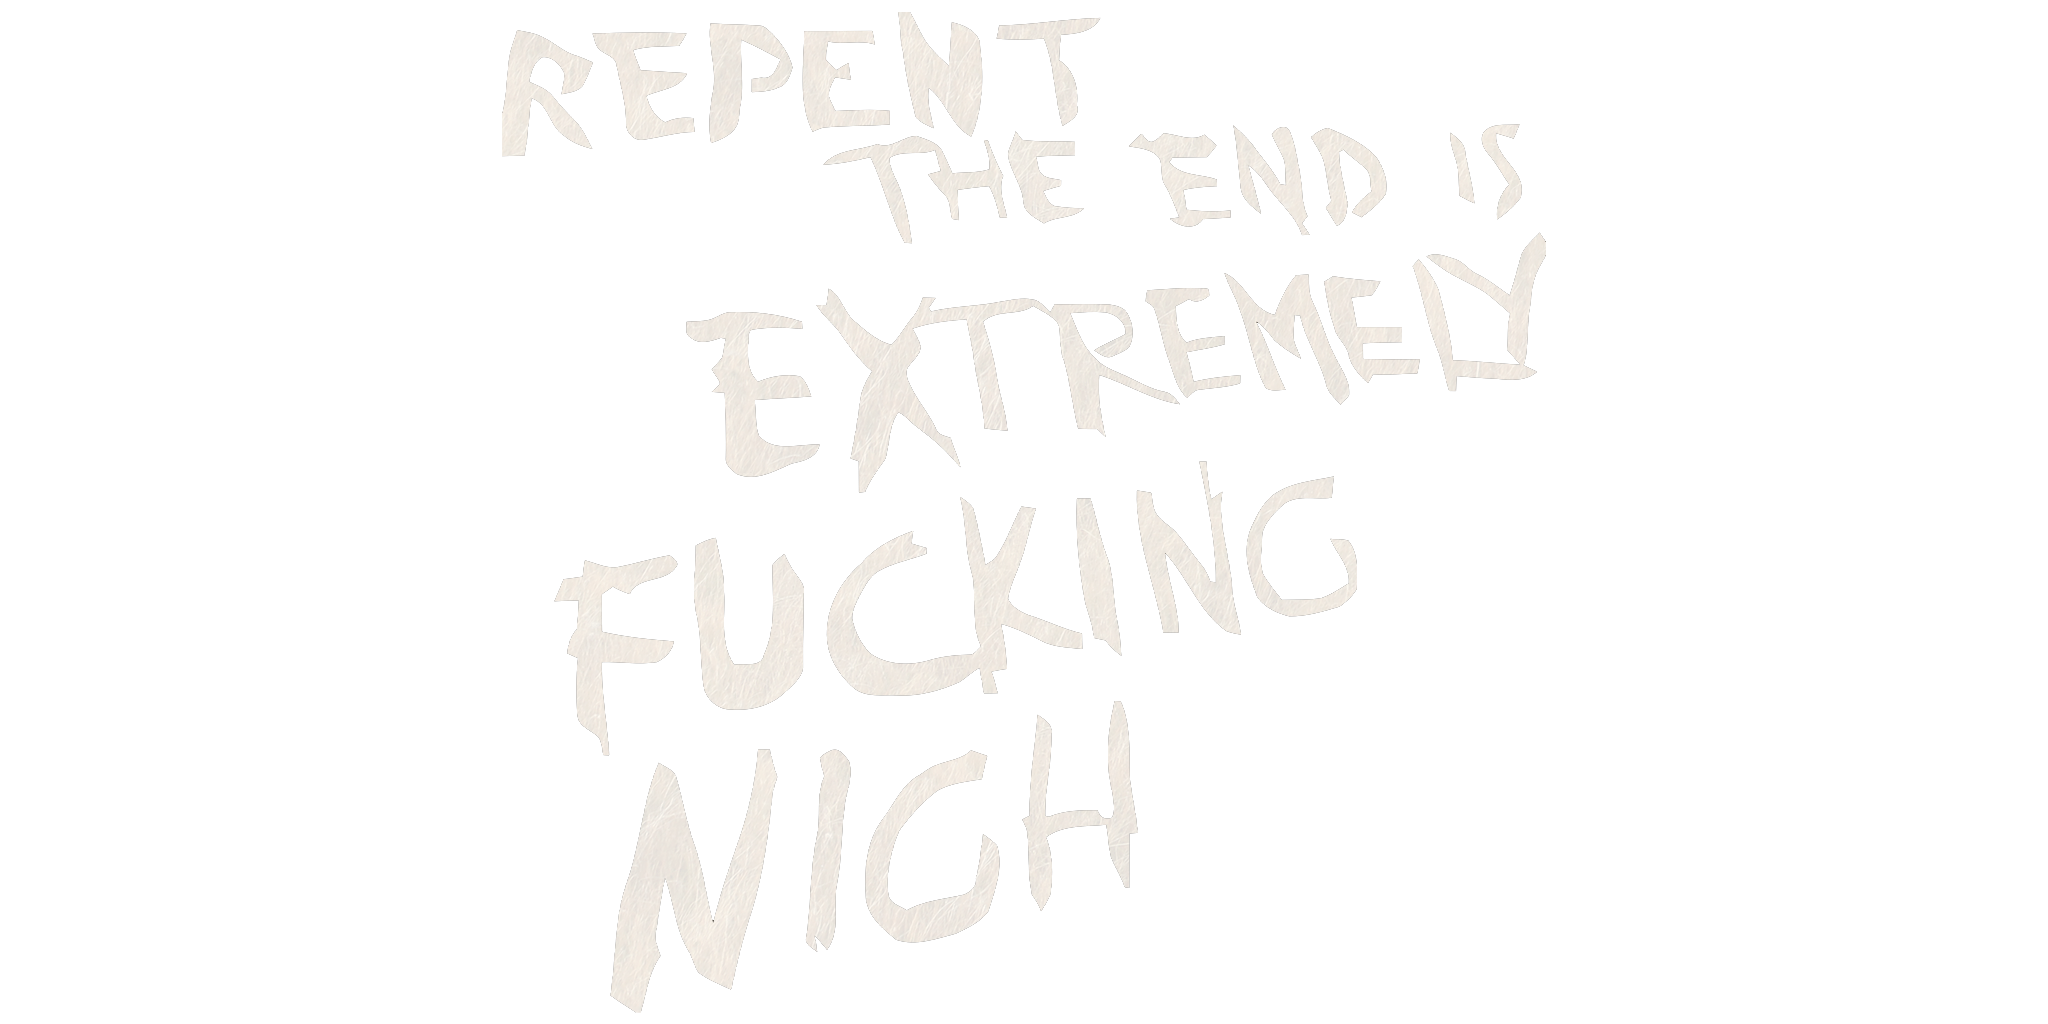 REPENT
THE END IS
EXTREMELY
FUCKING
NIGH